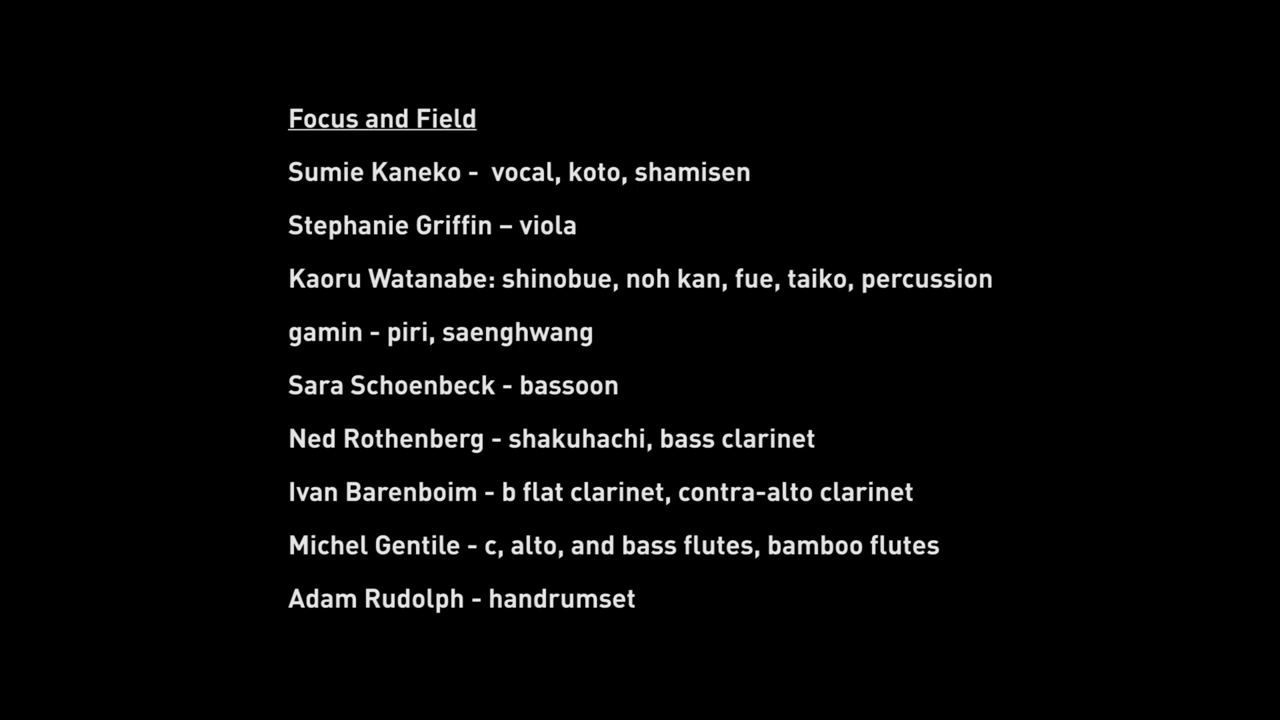 Focus and Field
Sumie Kaneko -  vocal, koto, shamisen
Stephanie Griffin – viola
Kaoru Watanabe: shinobue, noh kan, fue, taiko, percussion
gamin - piri, saenghwang
Sara Schoenbeck - bassoon
Ned Rothenberg - shakuhachi, bass clarinet
Ivan Barenboim - b flat clarinet, contra-alto clarinet
Michel Gentile - c, alto, and bass flutes, bamboo flutes
Adam Rudolph - handrumset